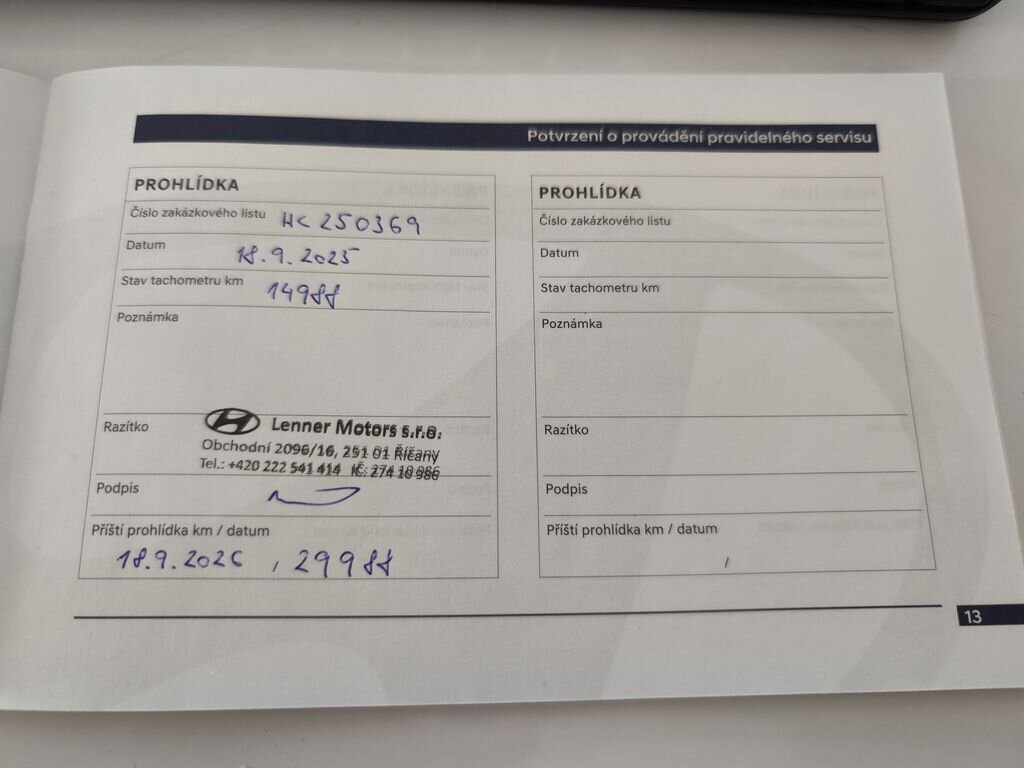 Potvrzení o provádění pravidelného servisu
PROHLÍDKA
Číslo zakázkového listu HC 250369
Datum 18.9.2025
Stav tachometru km 14988
Poznámka
Razítko
Lenner Motors s.r.o.
Obchodní 2096/16, 251 01 Říčany
Tel.: +420 222 541 414 IČ: 274 10 986
Podpis
Příští prohlídka km / datum
18.9.2026 / 29988
PROHLÍDKA
Číslo zakázkového listu
Datum
Stav tachometru km
Poznámka
Razítko
Podpis
Příští prohlídka km / datum
/
13